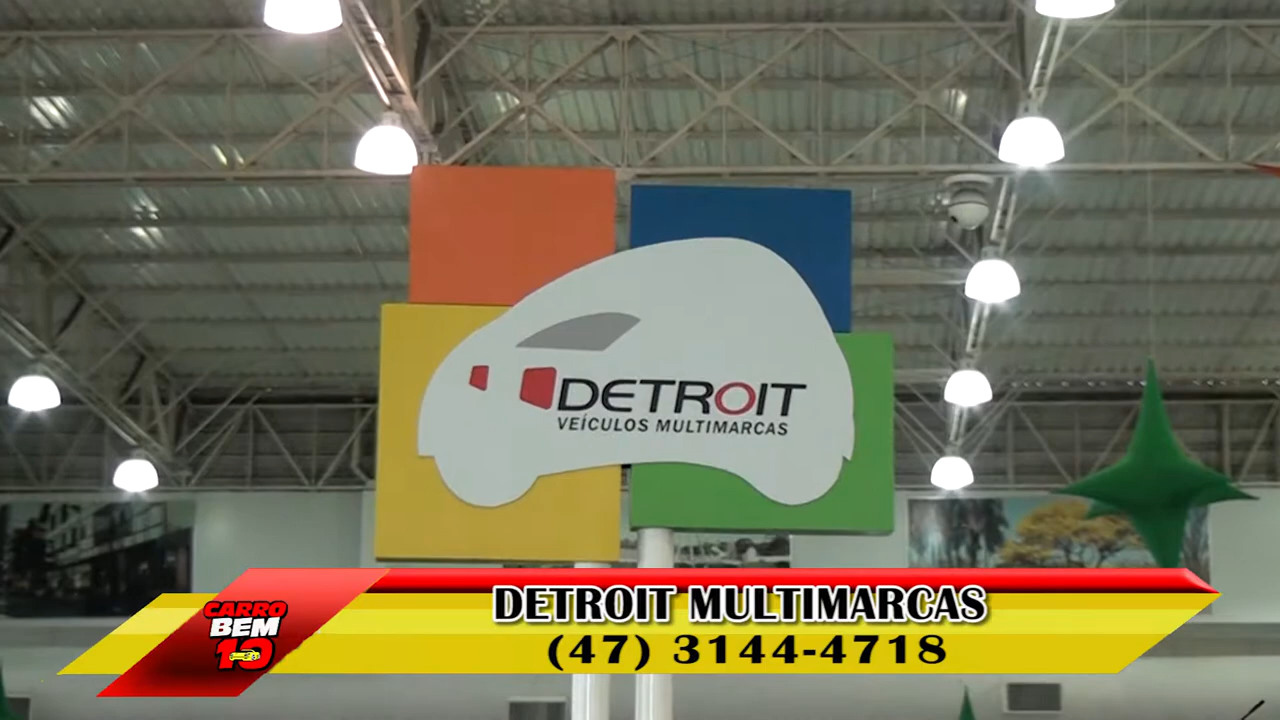 DETROIT
VEÍCULOS MULTIMARCAS
DETROIT MULTIMARCAS
(47) 3144-4718
CARRO
BEM
10